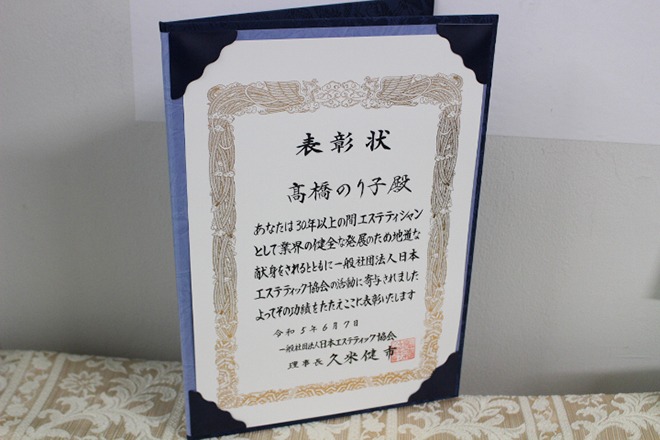 表彰状
髙橋のり子殿
あなたは30年以上の間エステティシャン
として業界の健全な発展のため地道な
献身をされるとともに一般社団法人日本
エステティック協会の活動に寄与されました
よってその功績をたたえここに表彰いたします
令和5年6月7日
一般社団法人日本エステティック協会
理事長 久米健市